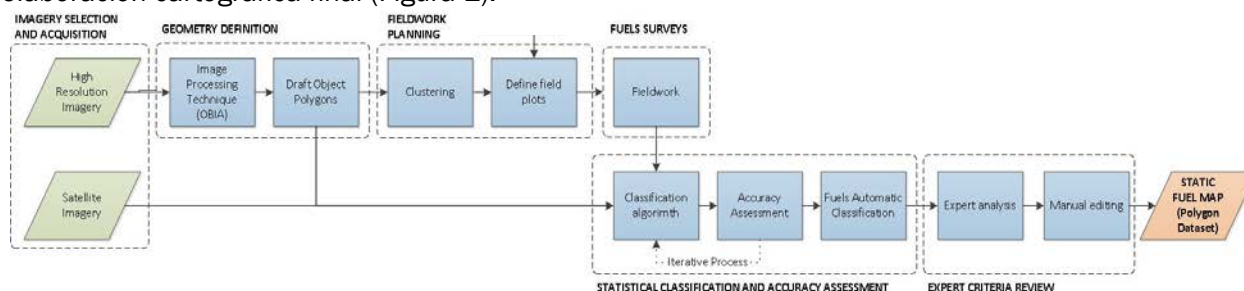 elaboración cartográfica final (Figura 2).
IMAGERY SELECTION
AND ACQUISITION
GEOMETRY DEFINITION
FIELDWORK
PLANNING
FUELS SURVEYS
High
Resolution
Imagery
Image
Processing
Technique
(OBIA)
Draft Object
Polygons
Clustering
Define field
plots
Fieldwork
Satellite
Imagery
Classification
algorimth
Accuracy
Assessment
Fuels Automatic
Classification
Expert analysis
Manual editing
STATIC
FUEL MAP
(Polygon
Dataset)
Iterative Process
STATISTICAL CLASSIFICATION AND ACCURACY ASSESSMENT
EXPERT CRITERIA REVIEW